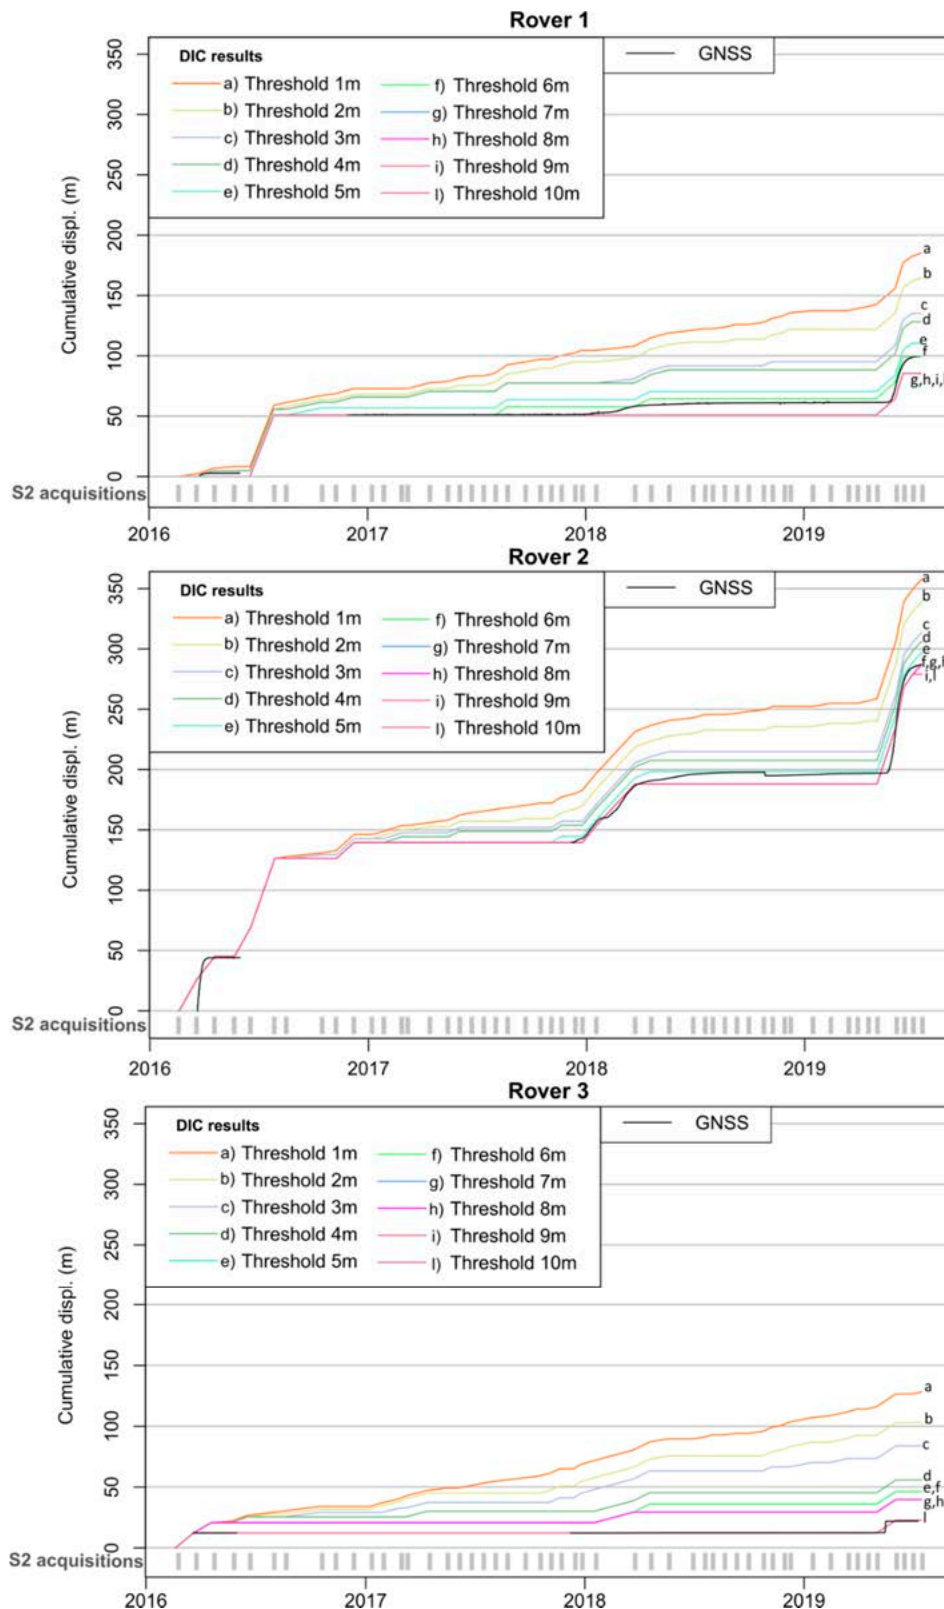 Rover 1
DIC results
a) Threshold 1m
b) Threshold 2m
c) Threshold 3m
d) Threshold 4m
e) Threshold 5m
f) Threshold 6m
g) Threshold 7m
h) Threshold 8m
i) Threshold 9m
l) Threshold 10m
GNSS
Cumulative displ. (m)
350
300
250
200
150
100
50
0
a
b
c
d
e
f
g,h,i,l
S2 acquisitions
2016 2017 2018 2019
Rover 2
DIC results
a) Threshold 1m
b) Threshold 2m
c) Threshold 3m
d) Threshold 4m
e) Threshold 5m
f) Threshold 6m
g) Threshold 7m
h) Threshold 8m
i) Threshold 9m
l) Threshold 10m
GNSS
Cumulative displ. (m)
350
300
250
200
150
100
50
0
a
b
c
d
e
f,g,h
i,l
S2 acquisitions
2016 2017 2018 2019
Rover 3
DIC results
a) Threshold 1m
b) Threshold 2m
c) Threshold 3m
d) Threshold 4m
e) Threshold 5m
f) Threshold 6m
g) Threshold 7m
h) Threshold 8m
i) Threshold 9m
l) Threshold 10m
GNSS
Cumulative displ. (m)
350
300
250
200
150
100
50
0
a
b
c
d
e,f
g,h
l
S2 acquisitions
2016 2017 2018 2019